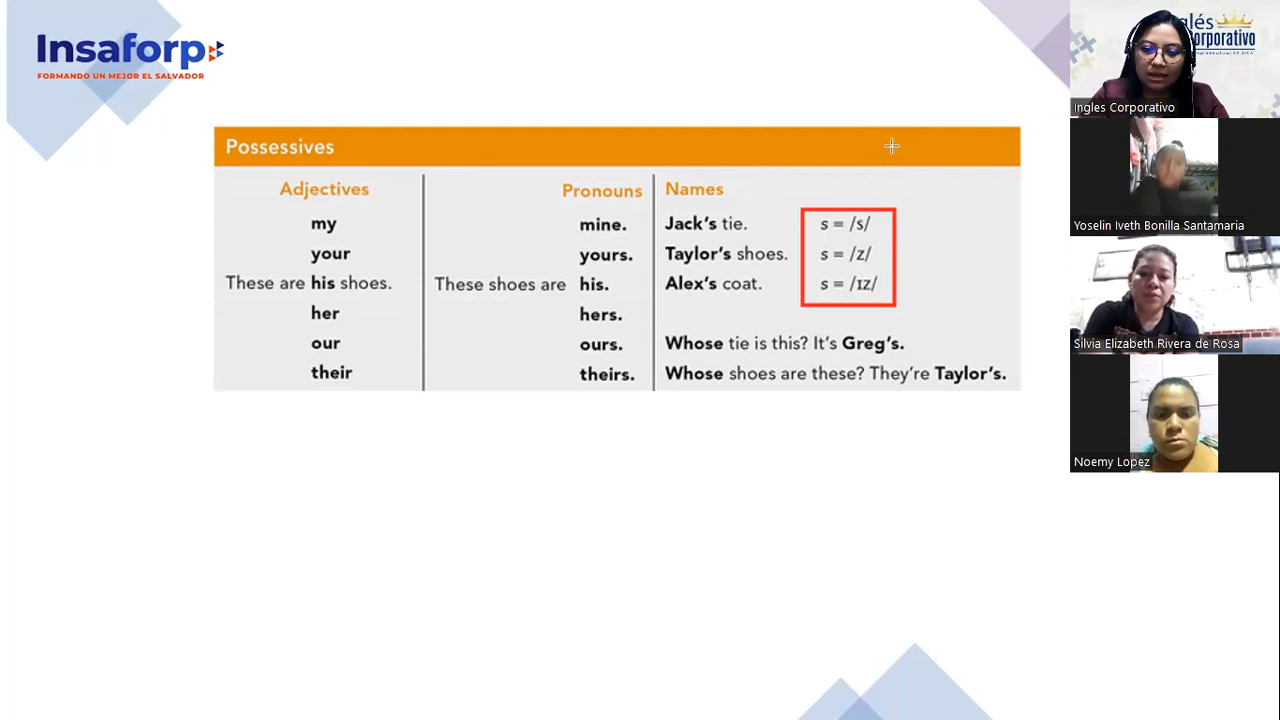 Insaforp
FORMANDO UN MEJOR EL SALVADOR
Possessives
Adjectives
my
your
These are his shoes.
her
our
their
Pronouns
mine.
yours.
These shoes are his.
hers.
ours.
theirs.
Names
Jack's tie. s = /s/
Taylor's shoes. s = /z/
Alex's coat. s = /ɪz/
Whose tie is this? It's Greg's.
Whose shoes are these? They're Taylor's.
Inglés
Corporativo
Ingles Corporativo
Yoselin Iveth Bonilla Santamaria
Silvia Elizabeth Rivera de Rosa
Noemy Lopez